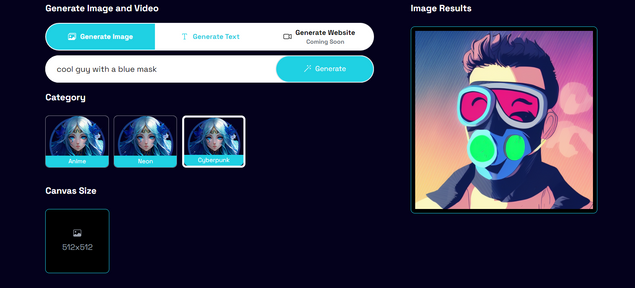 Generate Image and Video
Image Results
Generate Image
Generate Text
Generate Website
Coming Soon
cool guy with a blue mask
Generate
Category
Anime
Neon
Cyberpunk
Canvas Size
512x512